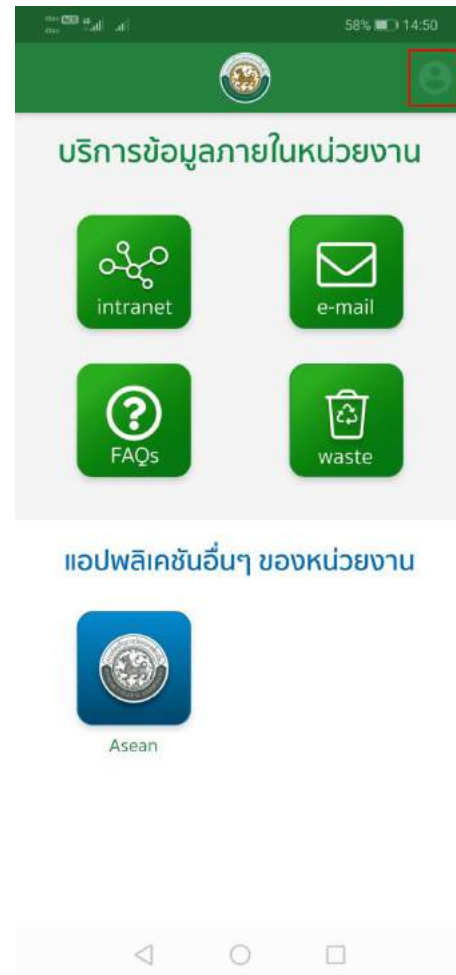 58% 14:50
บริการข้อมูลภายในหน่วยงาน
intranet
e-mail
FAQs
waste
แอปพลิเคชันอื่นๆ ของหน่วยงาน
Asean